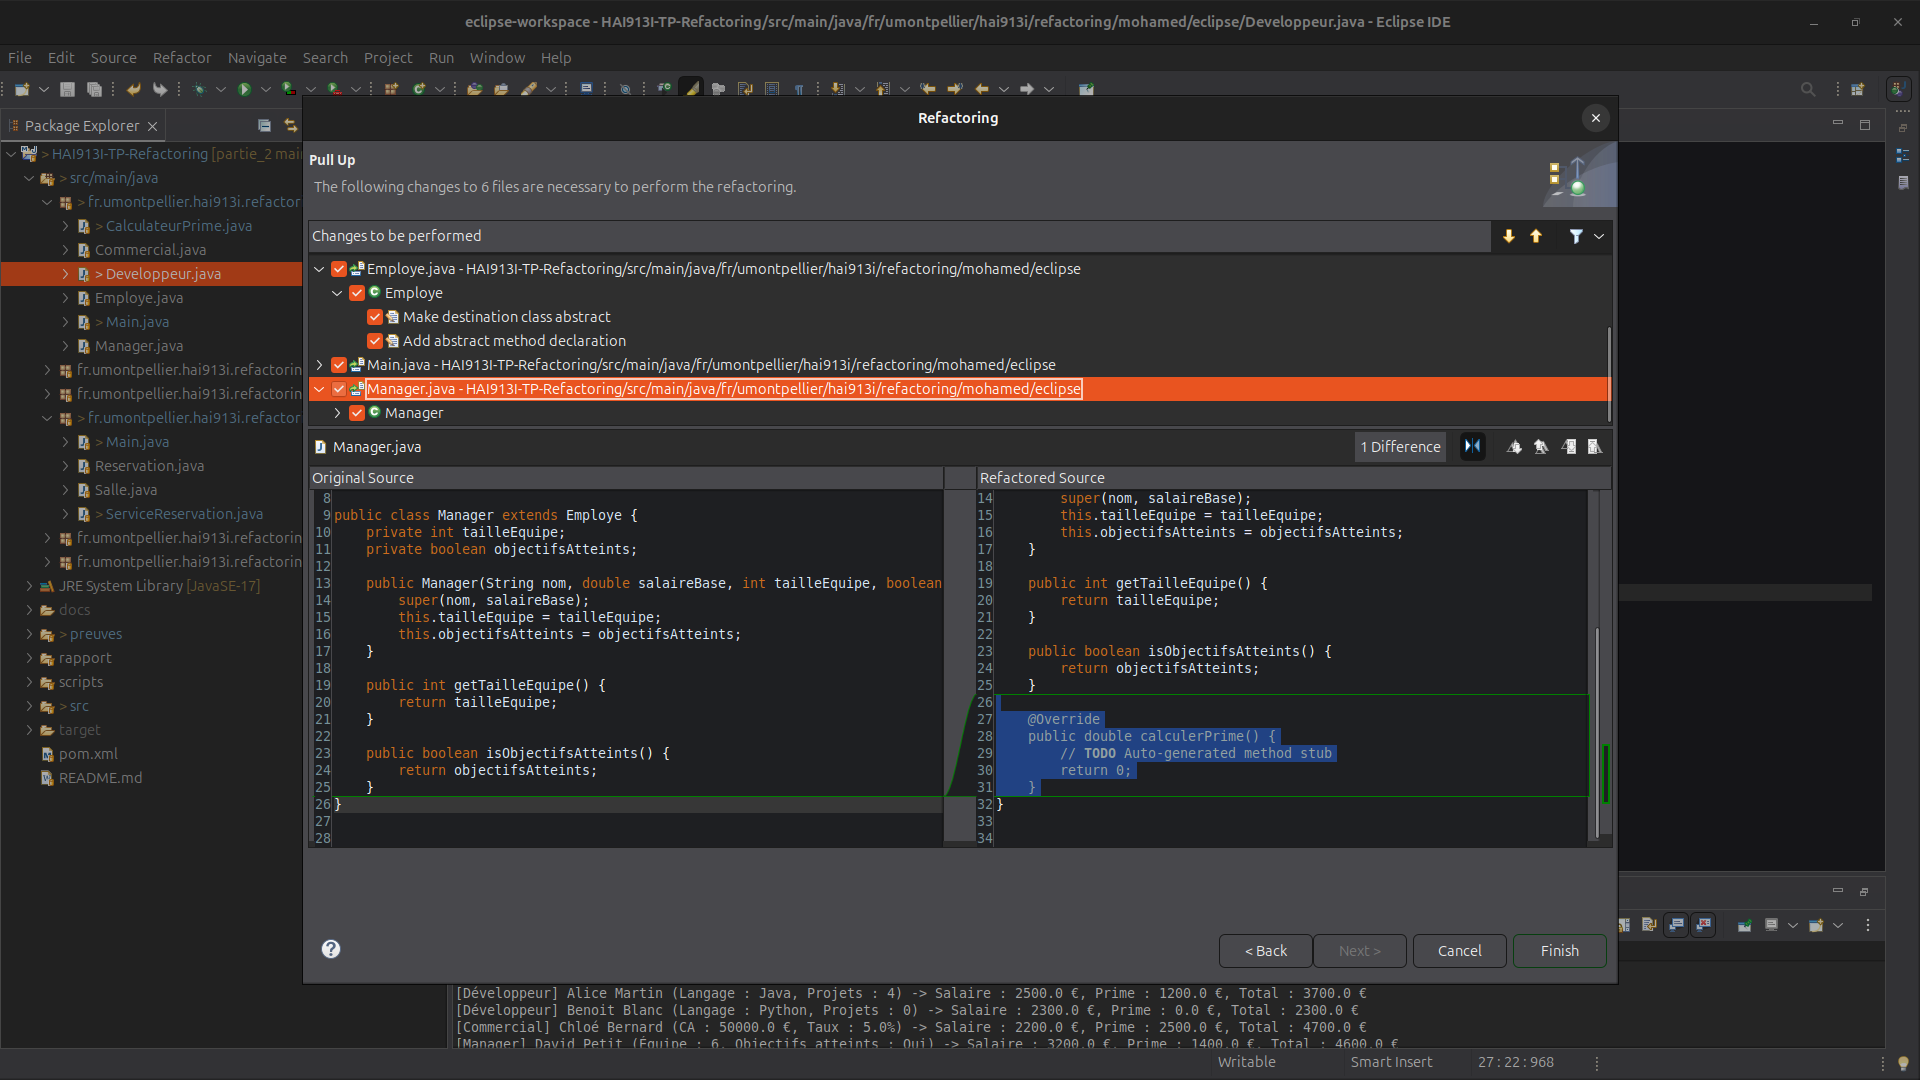 eclipse-workspace - HAI913I-TP-Refactoring/src/main/java/fr/umontpellier/hai913i/refactoring/mohamed/eclipse/Developpeur.java - Eclipse IDE
File Edit Source Refactor Navigate Search Project Run Window Help
Package Explorer
> HAI913I-TP-Refactoring [partie_2 mai
> src/main/java
> fr.umontpellier.hai913i.refactor
> CalculateurPrime.java
Commercial.java
> Developpeur.java
Employe.java
> Main.java
Manager.java
fr.umontpellier.hai913i.refactorin
fr.umontpellier.hai913i.refactorin
> fr.umontpellier.hai913i.refactor
> Main.java
Reservation.java
Salle.java
> ServiceReservation.java
fr.umontpellier.hai913i.refactorin
fr.umontpellier.hai913i.refactorin
JRE System Library [JavaSE-17]
docs
> preuves
rapport
scripts
> src
target
pom.xml
README.md
Refactoring
Pull Up
The following changes to 6 files are necessary to perform the refactoring.
Changes to be performed
Employe.java - HAI913I-TP-Refactoring/src/main/java/fr/umontpellier/hai913i/refactoring/mohamed/eclipse
Employe
Make destination class abstract
Add abstract method declaration
Main.java - HAI913I-TP-Refactoring/src/main/java/fr/umontpellier/hai913i/refactoring/mohamed/eclipse
Manager.java - HAI913I-TP-Refactoring/src/main/java/fr/umontpellier/hai913i/refactoring/mohamed/eclipse
Manager
Manager.java
1 Difference
Original Source
8
9 public class Manager extends Employe {
10     private int tailleEquipe;
11     private boolean objectifsAtteints;
12
13     public Manager(String nom, double salaireBase, int tailleEquipe, boolean
14         super(nom, salaireBase);
15         this.tailleEquipe = tailleEquipe;
16         this.objectifsAtteints = objectifsAtteints;
17     }
18
19     public int getTailleEquipe() {
20         return tailleEquipe;
21     }
22
23     public boolean isObjectifsAtteints() {
24         return objectifsAtteints;
25     }
26 }
27
28
Refactored Source
14         super(nom, salaireBase);
15         this.tailleEquipe = tailleEquipe;
16         this.objectifsAtteints = objectifsAtteints;
17     }
18
19     public int getTailleEquipe() {
20         return tailleEquipe;
21     }
22
23     public boolean isObjectifsAtteints() {
24         return objectifsAtteints;
25     }
26
27     @Override
28     public double calculerPrime() {
29         // TODO Auto-generated method stub
30         return 0;
31     }
32 }
33
34
< Back
Next >
Cancel
Finish
[Développeur] Alice Martin (Langage : Java, Projets : 4) -> Salaire : 2500.0 €, Prime : 1200.0 €, Total : 3700.0 €
[Développeur] Benoit Blanc (Langage : Python, Projets : 0) -> Salaire : 2300.0 €, Prime : 0.0 €, Total : 2300.0 €
[Commercial] Chloé Bernard (CA : 50000.0 €, Taux : 5.0%) -> Salaire : 2200.0 €, Prime : 2500.0 €, Total : 4700.0 €
[Manager] David Petit (Équipe : 6, Objectifs atteints : Oui) -> Salaire : 3200.0 €, Prime : 1400.0 €, Total : 4600.0 €
Writable
Smart Insert
27 : 22 : 968